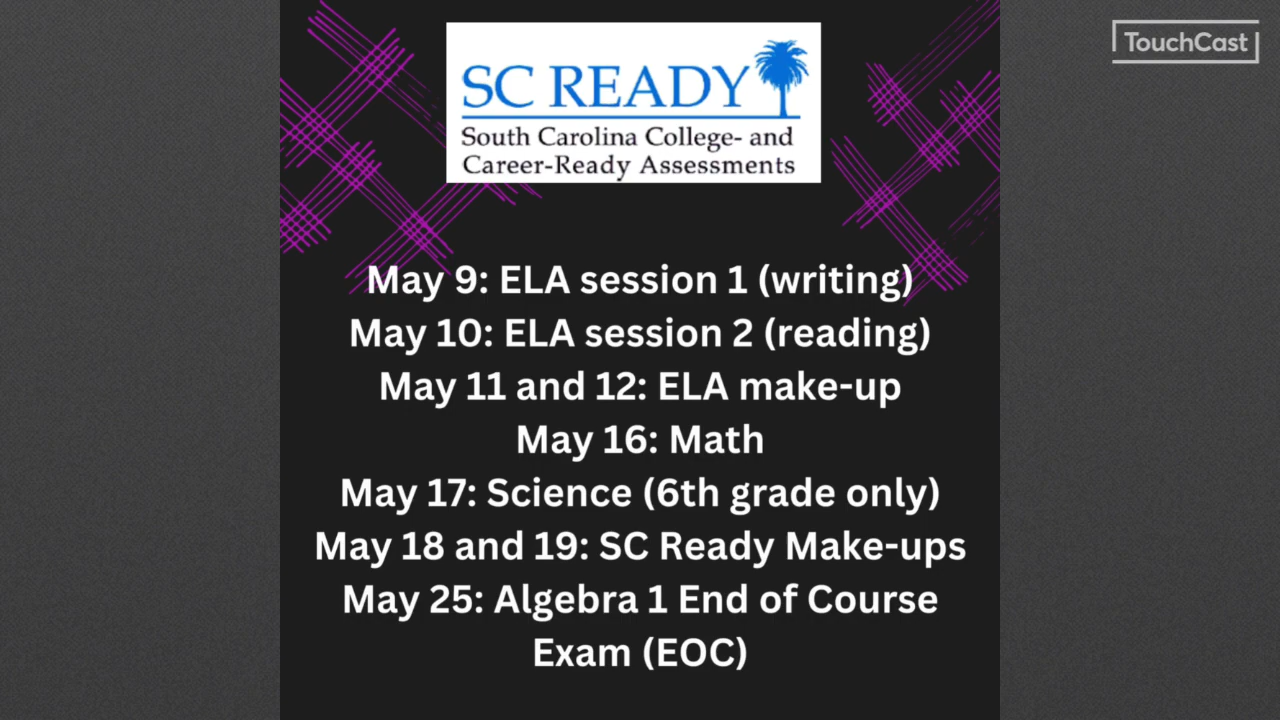 TouchCast
SC READY
South Carolina College- and
Career-Ready Assessments
May 9: ELA session 1 (writing)
May 10: ELA session 2 (reading)
May 11 and 12: ELA make-up
May 16: Math
May 17: Science (6th grade only)
May 18 and 19: SC Ready Make-ups
May 25: Algebra 1 End of Course
Exam (EOC)